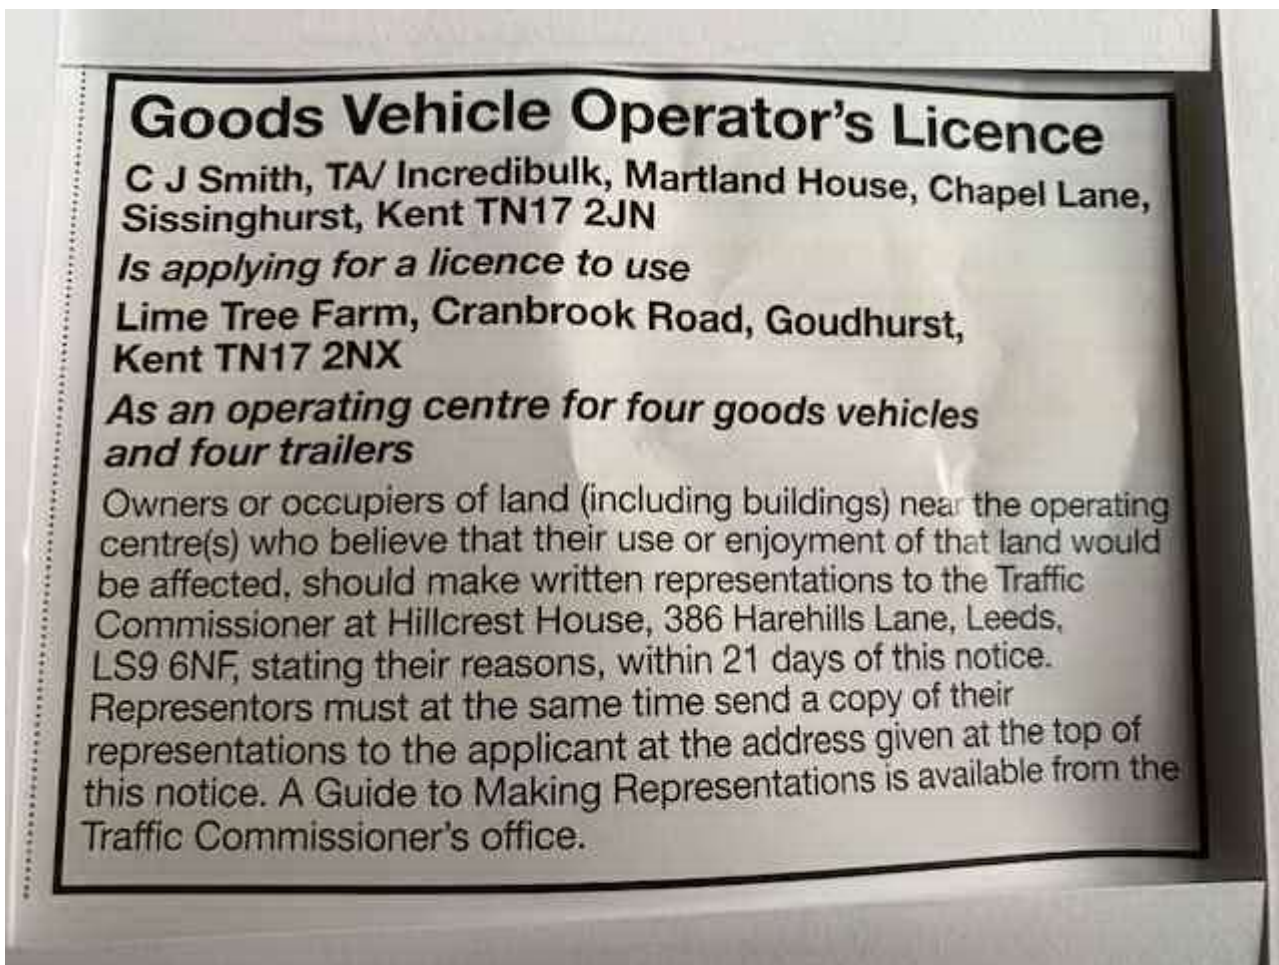 Goods Vehicle Operator's Licence
C J Smith, TA/ Incredibulk, Martland House, Chapel Lane,
Sissinghurst, Kent TN17 2JN
Is applying for a licence to use
Lime Tree Farm, Cranbrook Road, Goudhurst,
Kent TN17 2NX
As an operating centre for four goods vehicles
and four trailers
Owners or occupiers of land (including buildings) near the operating
centre(s) who believe that their use or enjoyment of that land would
be affected, should make written representations to the Traffic
Commissioner at Hillcrest House, 386 Harehills Lane, Leeds,
LS9 6NF, stating their reasons, within 21 days of this notice.
Representors must at the same time send a copy of their
representations to the applicant at the address given at the top of
this notice. A Guide to Making Representations is available from the
Traffic Commissioner's office.